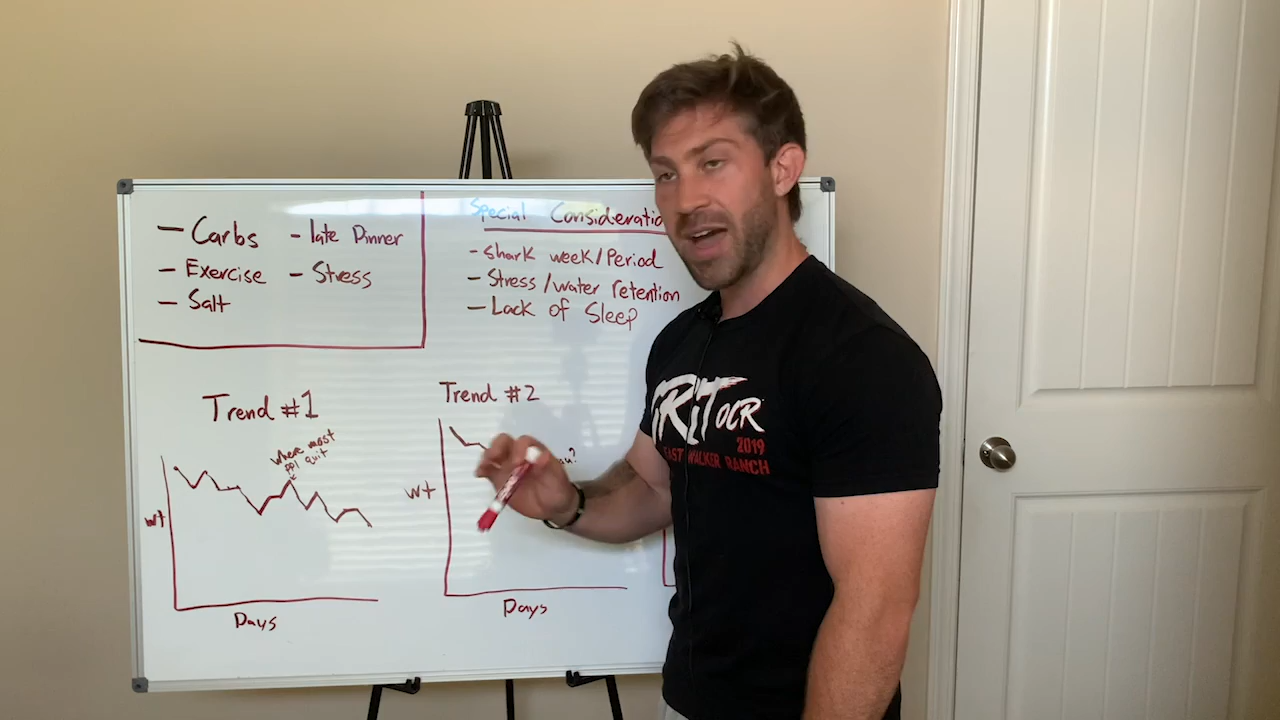 - Carbs
- Exercise
- Salt
- late Dinner
- Stress
Special Consideratio
- Shark week/Period
- Stress/water retention
- Lack of Sleep
Trend #1
where most
ppl quit
wt
Days
Trend #2
wt
Days
GRIT OCR
2019
EAST WALKER RANCH